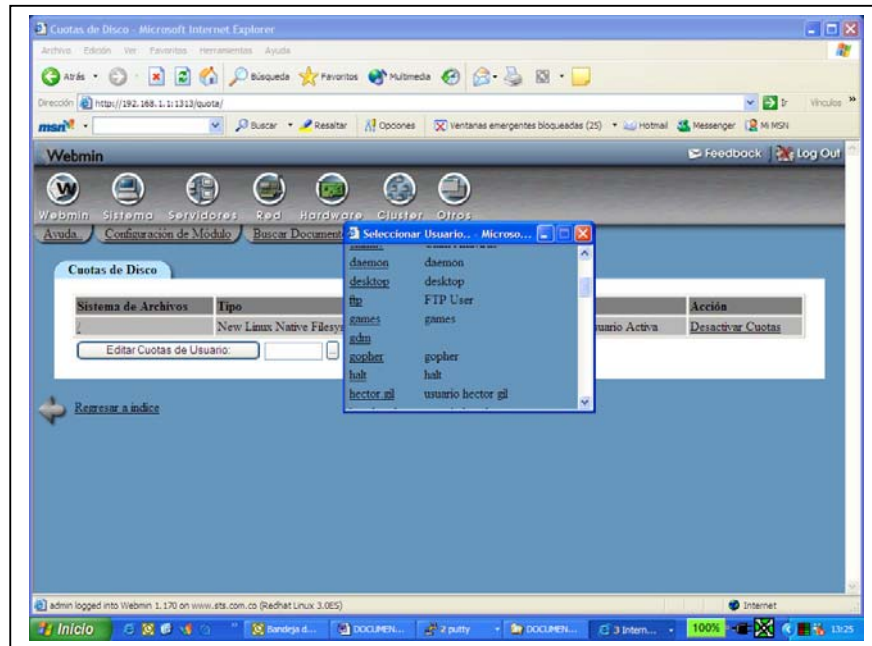 Cuotas de Disco - Microsoft Internet Explorer
Archivo Edición Ver Favoritos Herramientas Ayuda
Atrás Búsqueda Favoritos Multimedia
Dirección http://192.168.1.1:1313/quota/ Ir Vínculos »
msn Buscar Resaltar Opciones Ventanas emergentes bloqueadas (25) Hotmail Messenger Mi MSN
Webmin Feedback Log Out
Webmin Sistema Servidores Red Hardware Cluster Otros
Ayuda.. Configuración de Módulo Buscar Document
Seleccionar Usuario.. - Microso...
daemon daemon
desktop desktop
ftp FTP User
games games
gdm
gopher gopher
halt halt
hector gil usuario hector gil
Cuotas de Disco
Sistema de Archivos Tipo Acción
/ New Linux Native Filesys suario Activa Desactivar Cuotas
Editar Cuotas de Usuario: ...
Regresar a índice
admin logged into Webmin 1.170 on www.sts.com.co (Redhat Linux 3.0ES) Internet
Inicio » Bandeja d... DOCUMEN... 2 putty DOCUMEN... 3 Intern... 100% 13:25